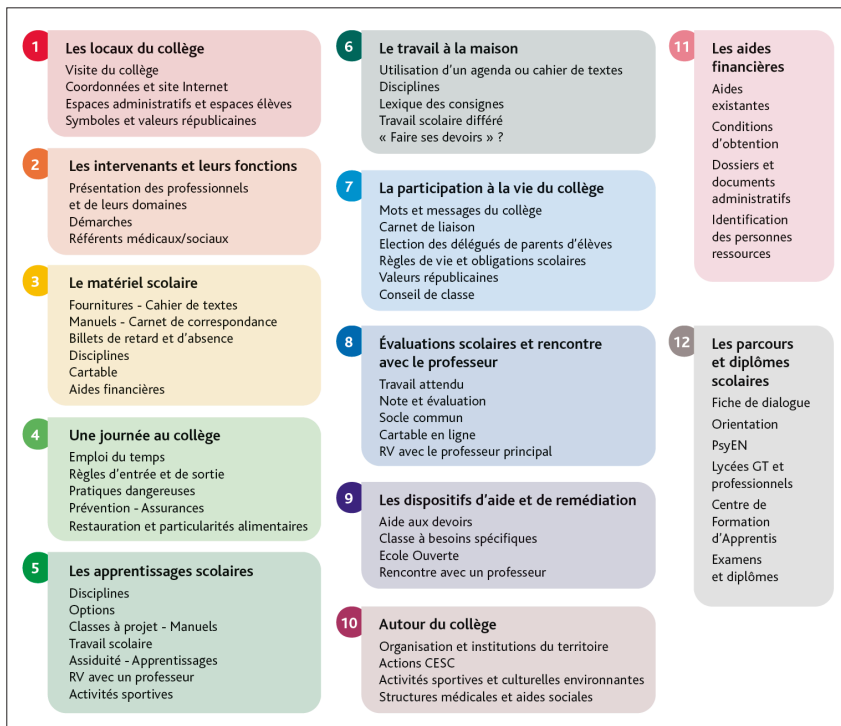 1
Les locaux du collège
Visite du collège
Coordonnées et site Internet
Espaces administratifs et espaces élèves
Symboles et valeurs républicaines
2
Les intervenants et leurs fonctions
Présentation des professionnels
et de leurs domaines
Démarches
Référents médicaux/sociaux
3
Le matériel scolaire
Fournitures - Cahier de textes
Manuels - Carnet de correspondance
Billets de retard et d'absence
Disciplines
Cartable
Aides financières
4
Une journée au collège
Emploi du temps
Règles d'entrée et de sortie
Pratiques dangereuses
Prévention - Assurances
Restauration et particularités alimentaires
5
Les apprentissages scolaires
Disciplines
Options
Classes à projet - Manuels
Travail scolaire
Assiduité - Apprentissages
RV avec un professeur
Activités sportives
6
Le travail à la maison
Utilisation d'un agenda ou cahier de textes
Disciplines
Lexique des consignes
Travail scolaire différé
« Faire ses devoirs » ?
7
La participation à la vie du collège
Mots et messages du collège
Carnet de liaison
Election des délégués de parents d'élèves
Règles de vie et obligations scolaires
Valeurs républicaines
Conseil de classe
8
Évaluations scolaires et rencontre
avec le professeur
Travail attendu
Note et évaluation
Socle commun
Cartable en ligne
RV avec le professeur principal
9
Les dispositifs d'aide et de remédiation
Aide aux devoirs
Classe à besoins spécifiques
Ecole Ouverte
Rencontre avec un professeur
10
Autour du collège
Organisation et institutions du territoire
Actions CESC
Activités sportives et culturelles environnantes
Structures médicales et aides sociales
11
Les aides
financières
Aides
existantes
Conditions
d'obtention
Dossiers et
documents
administratifs
Identification
des personnes
ressources
12
Les parcours
et diplômes
scolaires
Fiche de dialogue
Orientation
PsyEN
Lycées GT et
professionnels
Centre de
Formation
d'Apprentis
Examens
et diplômes